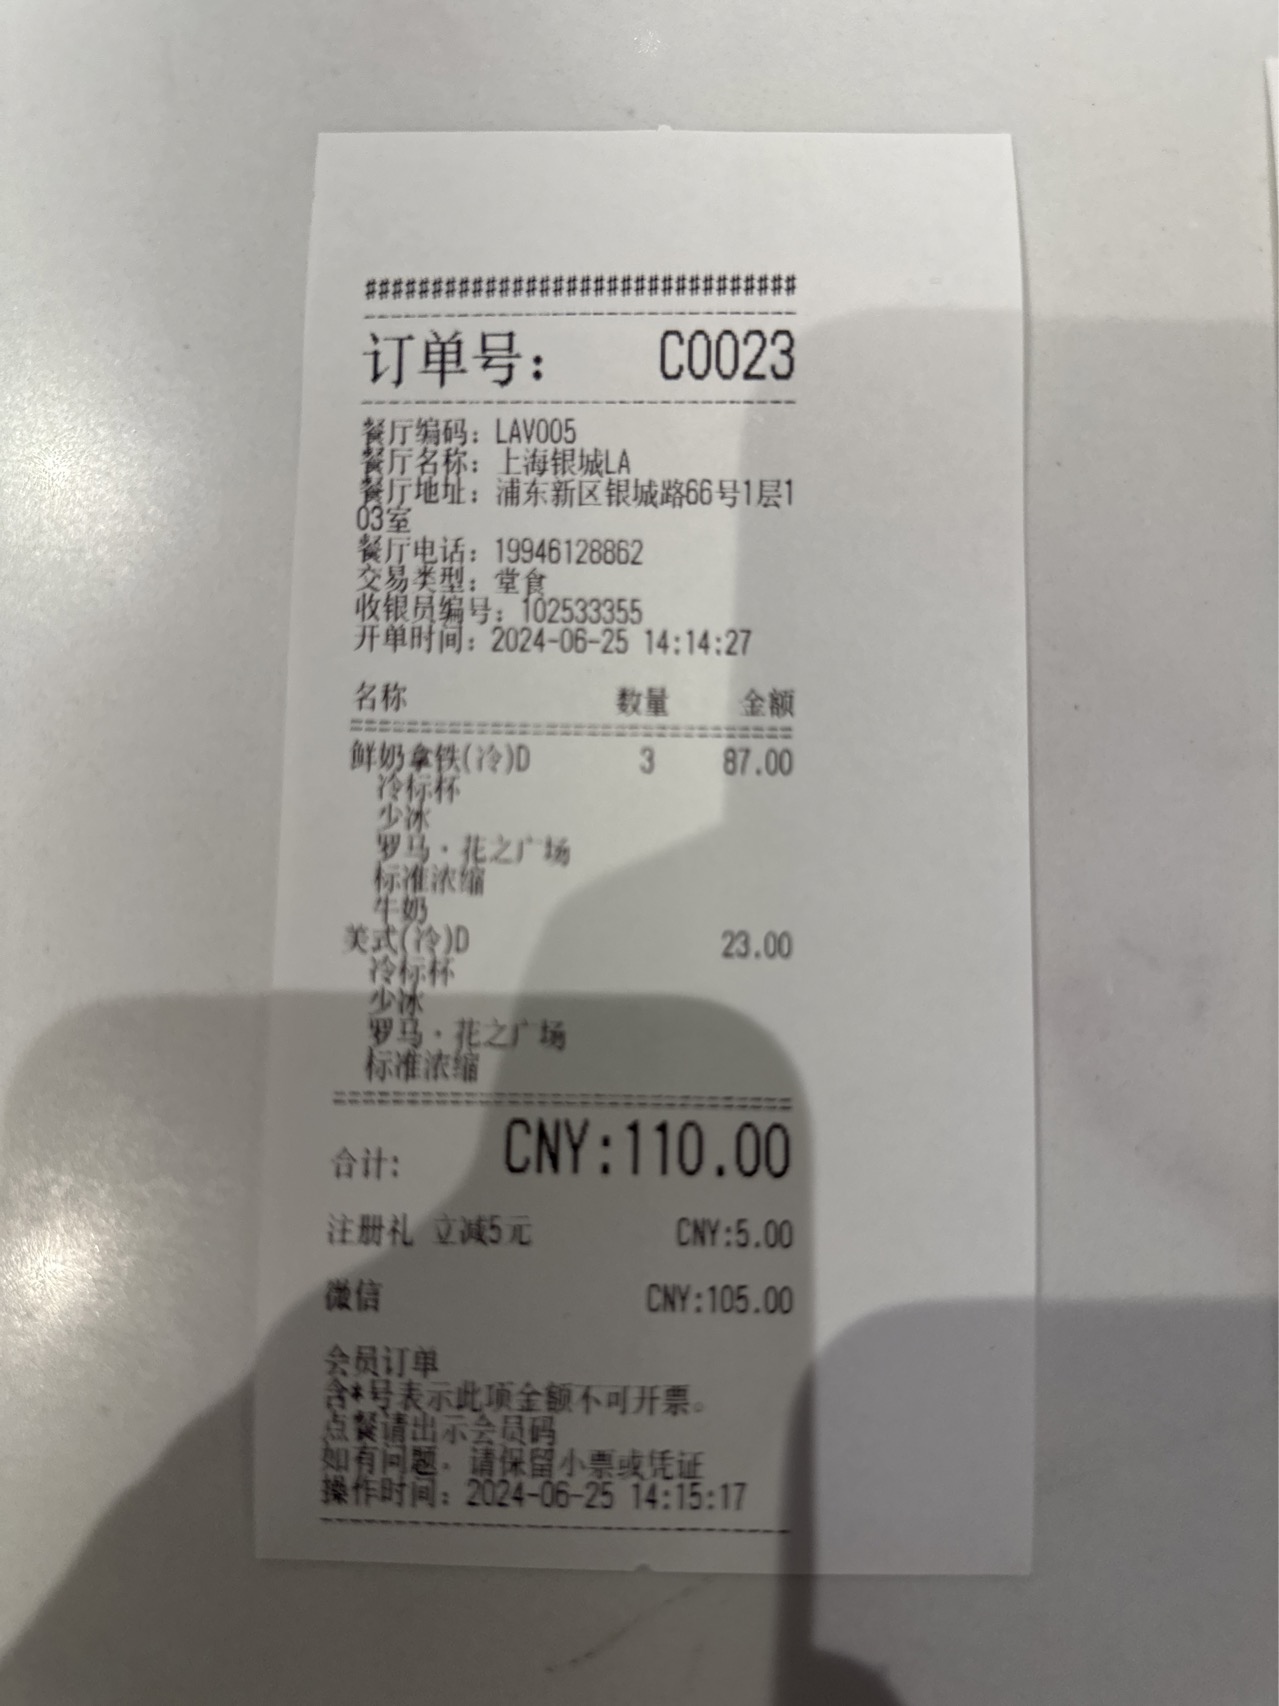 ################################
订单号: C0023
餐厅编码: LAV005
餐厅名称: 上海银城LA
餐厅地址: 浦东新区银城路66号1层1
03室
餐厅电话: 19946128862
交易类型: 堂食
收银员编号: 102533355
开单时间: 2024-06-25 14:14:27
名称 数量 金额
鲜奶拿铁(冷)D 3 87.00
冷标杯
少冰
罗马·花之广场
标准浓缩
牛奶
美式(冷)D 23.00
冷标杯
少冰
罗马·花之广场
标准浓缩
合计: CNY:110.00
注册礼 立减5元 CNY:5.00
微信 CNY:105.00
会员订单
含*号表示此项金额不可开票。
点餐请出示会员码
如有问题，请保留小票或凭证
操作时间: 2024-06-25 14:15:17